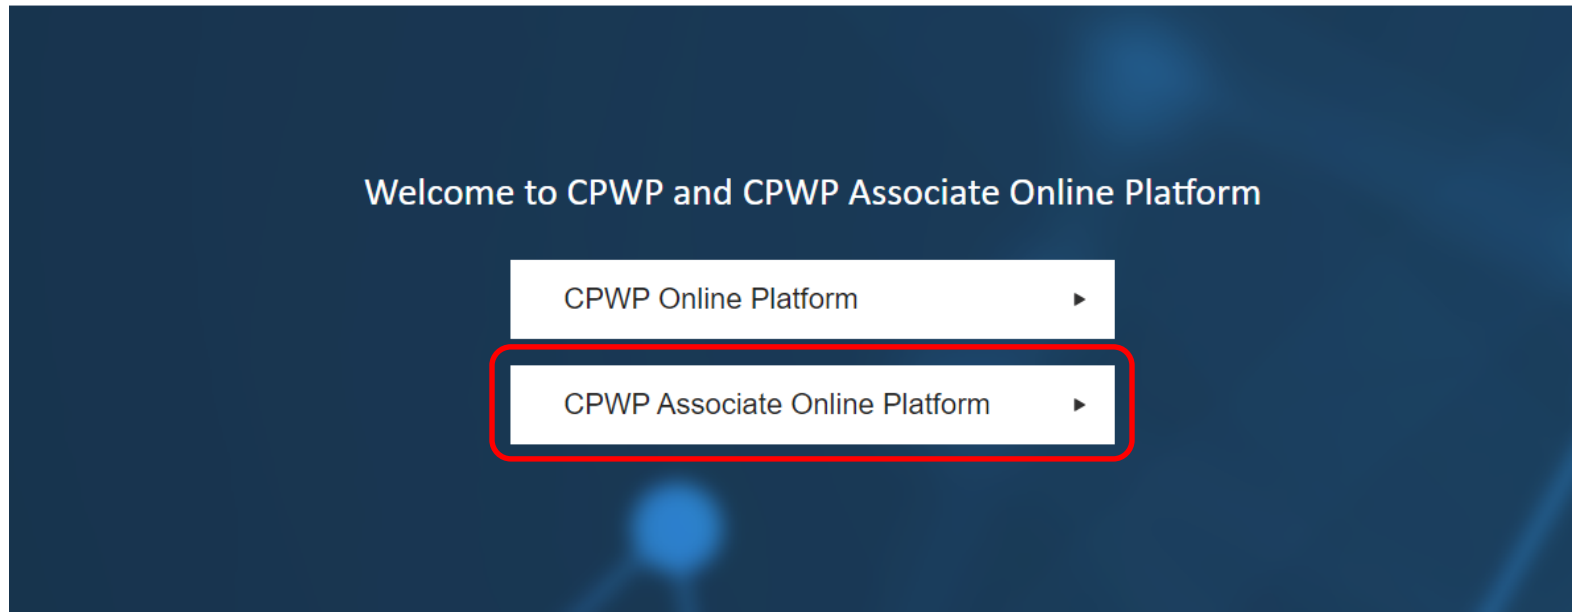 Welcome to CPWP and CPWP Associate Online Platform
CPWP Online Platform
CPWP Associate Online Platform